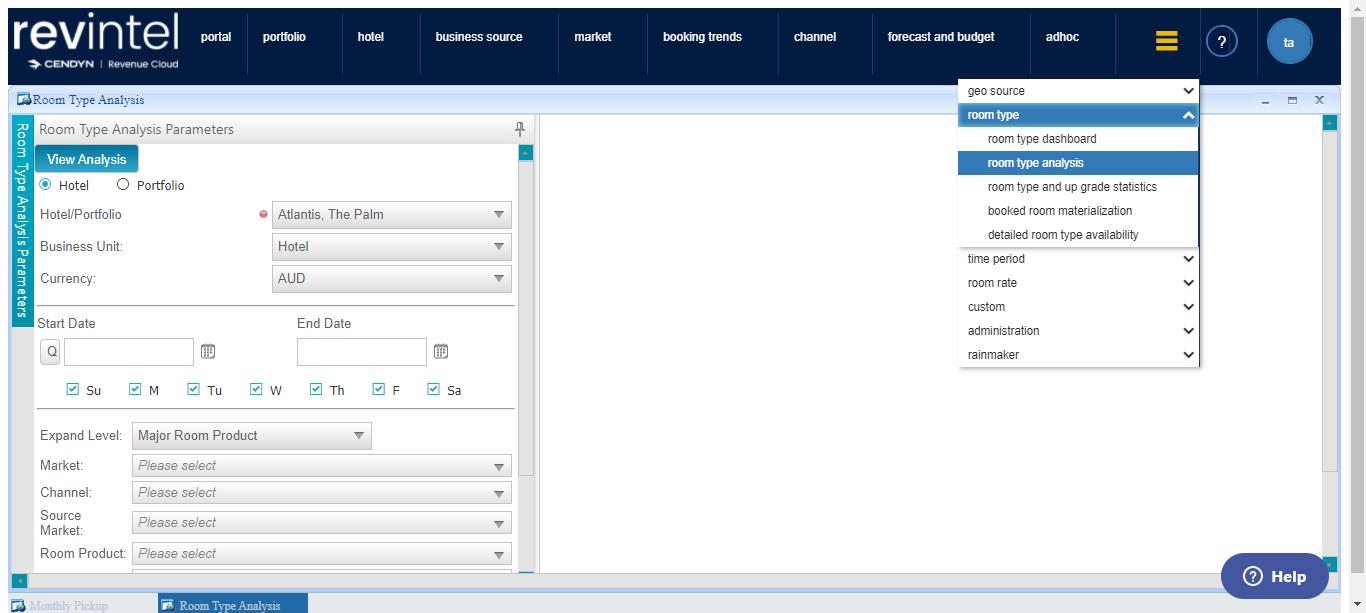 revintel
CENDYN | Revenue Cloud
portal portfolio hotel business source market booking trends channel forecast and budget adhoc
?
ta
Room Type Analysis
Room Type Analysis Parameters
Room Type Analysis Parameters
View Analysis
Hotel Portfolio
Hotel/Portfolio Atlantis, The Palm
Business Unit: Hotel
Currency: AUD
Start Date End Date
Q
Su M Tu W Th F Sa
Expand Level: Major Room Product
Market: Please select
Channel: Please select
Source
Market: Please select
Room Product: Please select
geo source
room type
room type dashboard
room type analysis
room type and up grade statistics
booked room materialization
detailed room type availability
time period
room rate
custom
administration
rainmaker
? Help
Monthly Pickup Room Type Analysis